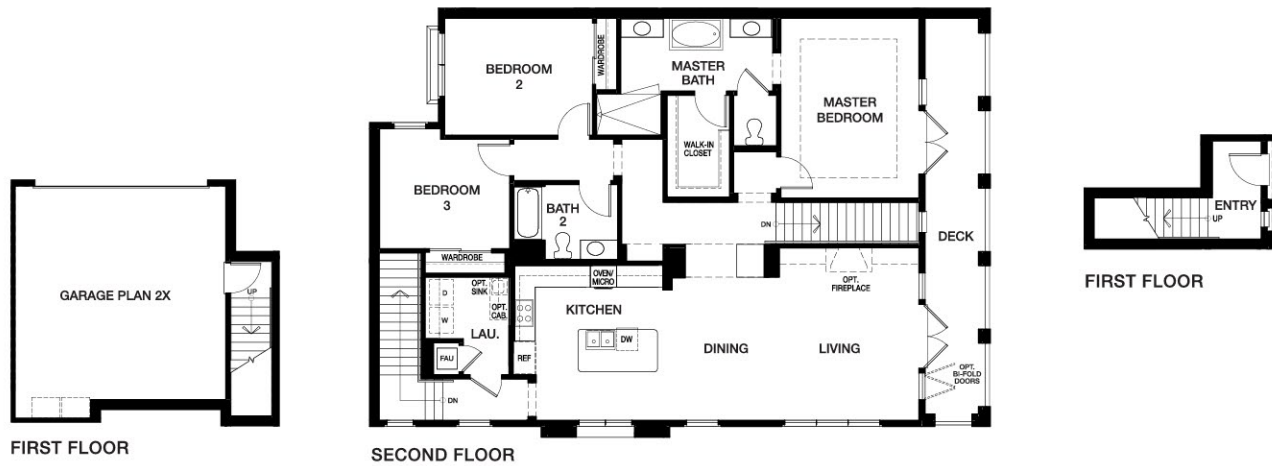 GARAGE PLAN 2X
UP
FIRST FLOOR
BEDROOM
2
WARDROBE
MASTER
BATH
MASTER
BEDROOM
WALK-IN
CLOSET
BEDROOM
3
BATH
2
DN
DECK
WARDROBE
OPT.
SINK
D
OPT.
CAB.
W
LAU.
FAU
DN
OVEN/
MICRO
KITCHEN
DW
REF
DINING
LIVING
OPT.
FIREPLACE
OPT.
BI-FOLD
DOORS
SECOND FLOOR
ENTRY
UP
FIRST FLOOR